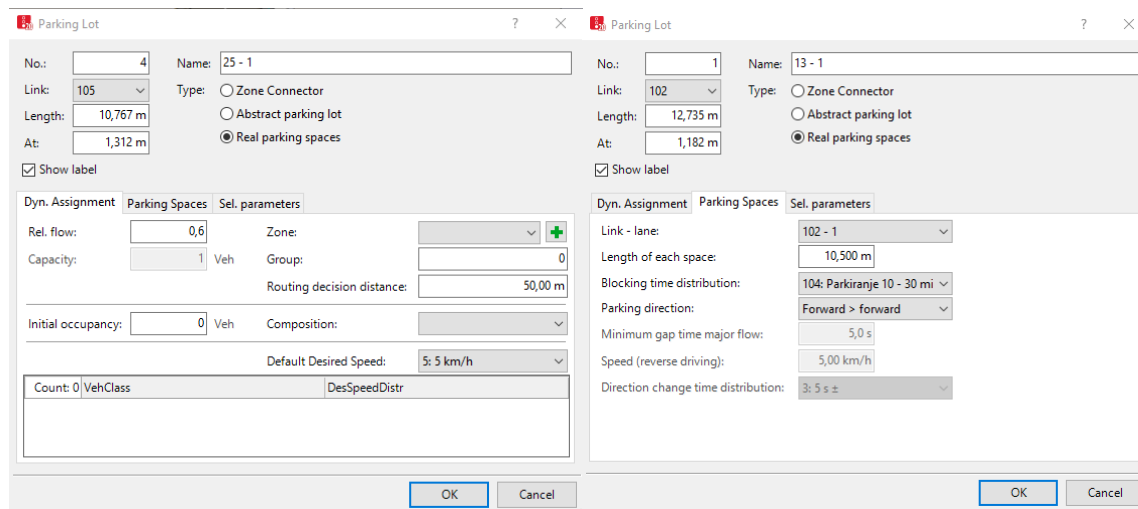 Parking Lot ?
No.: 4 Name: 25 - 1
Link: 105 Type: Zone Connector
Length: 10,767 m Abstract parking lot
At: 1,312 m Real parking spaces
Show label
Dyn. Assignment Parking Spaces Sel. parameters
Rel. flow: 0,6 Zone:
Capacity: 1 Veh Group: 0
Routing decision distance: 50,00 m
Initial occupancy: 0 Veh Composition:
Default Desired Speed: 5: 5 km/h
Count: 0 VehClass DesSpeedDistr
OK Cancel
Parking Lot ?
No.: 1 Name: 13 - 1
Link: 102 Type: Zone Connector
Length: 12,735 m Abstract parking lot
At: 1,182 m Real parking spaces
Show label
Dyn. Assignment Parking Spaces Sel. parameters
Link - lane: 102 - 1
Length of each space: 10,500 m
Blocking time distribution: 104: Parkiranje 10 - 30 mi
Parking direction: Forward > forward
Minimum gap time major flow: 5,0 s
Speed (reverse driving): 5,00 km/h
Direction change time distribution: 3: 5 s ±
OK Cancel